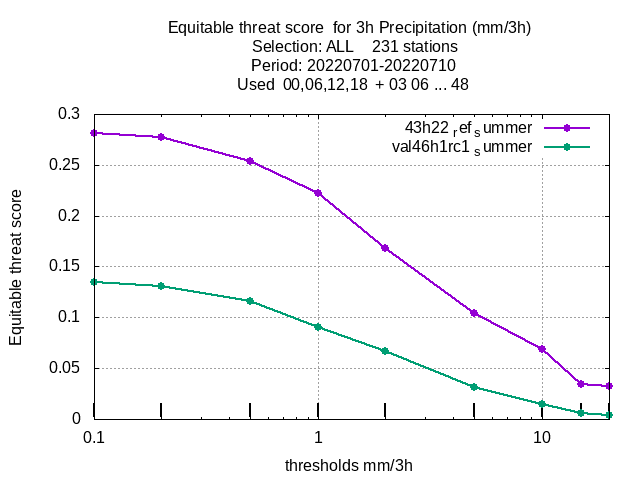 Equitable threat score  for 3h Precipitation (mm/3h)
Selection: ALL    231 stations
Period: 20220701-20220710
Used  00,06,12,18  + 03 06 ... 48
43h22 ref summer
val46h1rc1 summer
0.3
0.25
0.2
0.15
0.1
0.05
0
Equitable threat score
0.1 1 10
thresholds mm/3h